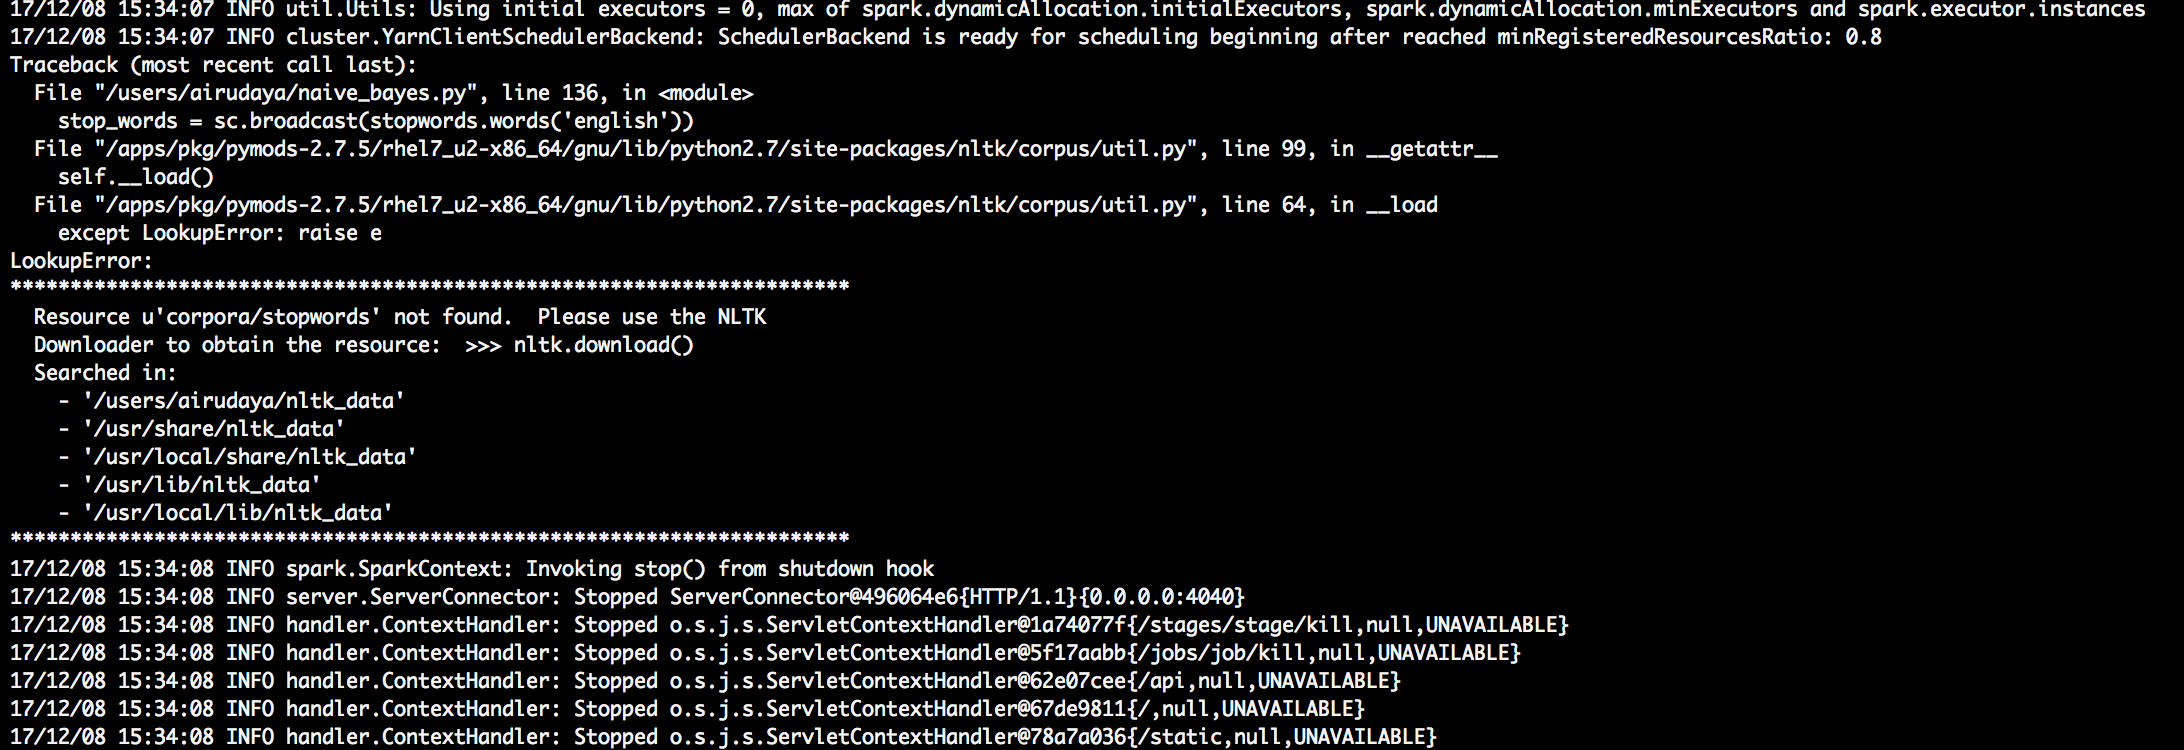 17/12/08 15:34:07 INFO util.Utils: Using initial executors = 0, max of spark.dynamicAllocation.initialExecutors, spark.dynamicAllocation.minExecutors and spark.executor.instances
17/12/08 15:34:07 INFO cluster.YarnClientSchedulerBackend: SchedulerBackend is ready for scheduling beginning after reached minRegisteredResourcesRatio: 0.8
Traceback (most recent call last):
  File "/users/airudaya/naive_bayes.py", line 136, in <module>
    stop_words = sc.broadcast(stopwords.words('english'))
  File "/apps/pkg/pymods-2.7.5/rhel7_u2-x86_64/gnu/lib/python2.7/site-packages/nltk/corpus/util.py", line 99, in __getattr__
    self.__load()
  File "/apps/pkg/pymods-2.7.5/rhel7_u2-x86_64/gnu/lib/python2.7/site-packages/nltk/corpus/util.py", line 64, in __load
    except LookupError: raise e
LookupError:
**********************************************************************
  Resource u'corpora/stopwords' not found.  Please use the NLTK
  Downloader to obtain the resource:  >>> nltk.download()
  Searched in:
    - '/users/airudaya/nltk_data'
    - '/usr/share/nltk_data'
    - '/usr/local/share/nltk_data'
    - '/usr/lib/nltk_data'
    - '/usr/local/lib/nltk_data'
**********************************************************************
17/12/08 15:34:08 INFO spark.SparkContext: Invoking stop() from shutdown hook
17/12/08 15:34:08 INFO server.ServerConnector: Stopped ServerConnector@496064e6{HTTP/1.1}{0.0.0.0:4040}
17/12/08 15:34:08 INFO handler.ContextHandler: Stopped o.s.j.s.ServletContextHandler@1a74077f{/stages/stage/kill,null,UNAVAILABLE}
17/12/08 15:34:08 INFO handler.ContextHandler: Stopped o.s.j.s.ServletContextHandler@5f17aabb{/jobs/job/kill,null,UNAVAILABLE}
17/12/08 15:34:08 INFO handler.ContextHandler: Stopped o.s.j.s.ServletContextHandler@62e07cee{/api,null,UNAVAILABLE}
17/12/08 15:34:08 INFO handler.ContextHandler: Stopped o.s.j.s.ServletContextHandler@67de9811{/,null,UNAVAILABLE}
17/12/08 15:34:08 INFO handler.ContextHandler: Stopped o.s.j.s.ServletContextHandler@78a7a036{/static,null,UNAVAILABLE}